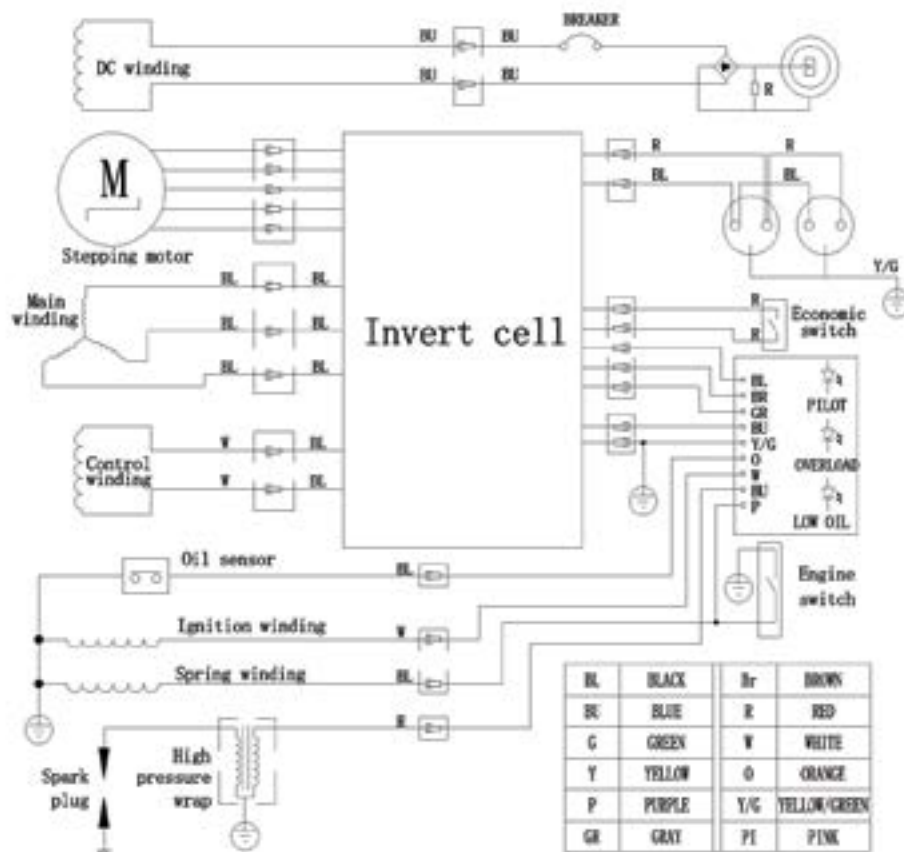 BREAKER
BU BU
DC winding
BU BU
R
M
R R
BL BL
Stepping motor
Y/G
BL BL
Main
winding
BL BL
BL BL
Invert cell
R
R
Economic
switch
BL
BR
GR
BU
Y/G
O
W
BU
P
PILOT
OVERLOAD
LOW OIL
W BL
Control
winding
W BL
Oil sensor
BL
Engine
switch
Ignition winding
W
Spring winding
BL
High
pressure
wrap
Spark
plug
BL BLACK Br BROWN
BU BLUE R RED
G GREEN W WHITE
Y YELLOW O ORANGE
P PURPLE Y/G YELLOW/GREEN
GR GRAY PI PINK